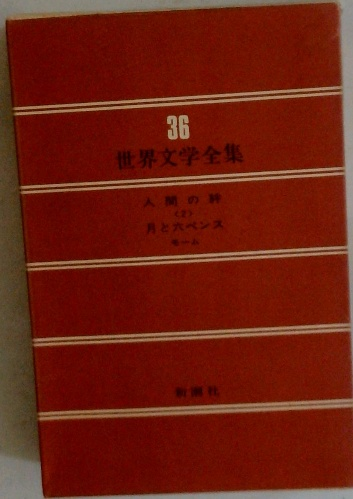 36
世界文学全集
人間の絆
〈2〉
月と六ペンス
モーム
新潮社